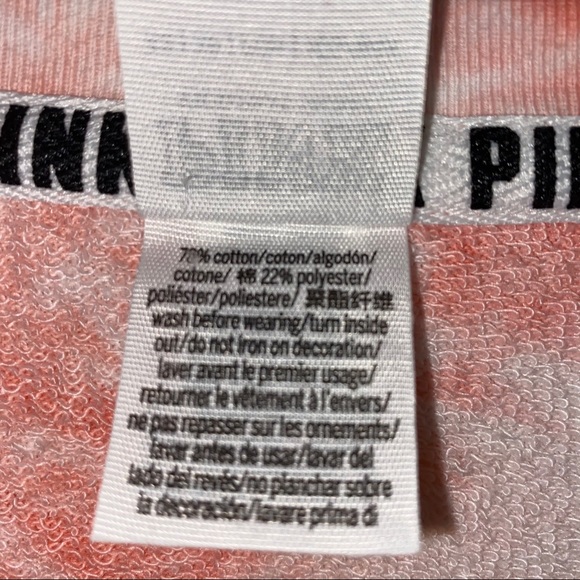 INK
PI
78% cotton/coton/algodón/
cotone/ 棉 22% polyester/
poliéster/poliestere/ 聚酯纤维
wash before wearing/turn inside
out/do not iron on decoration/
laver avant le premier usage/
retourner le vêtement à l'envers/
ne pas repasser sur les ornements/
lavar antes de usar/lavar del
lado del revés/no planchar sobre
la decoración/lavare prima di